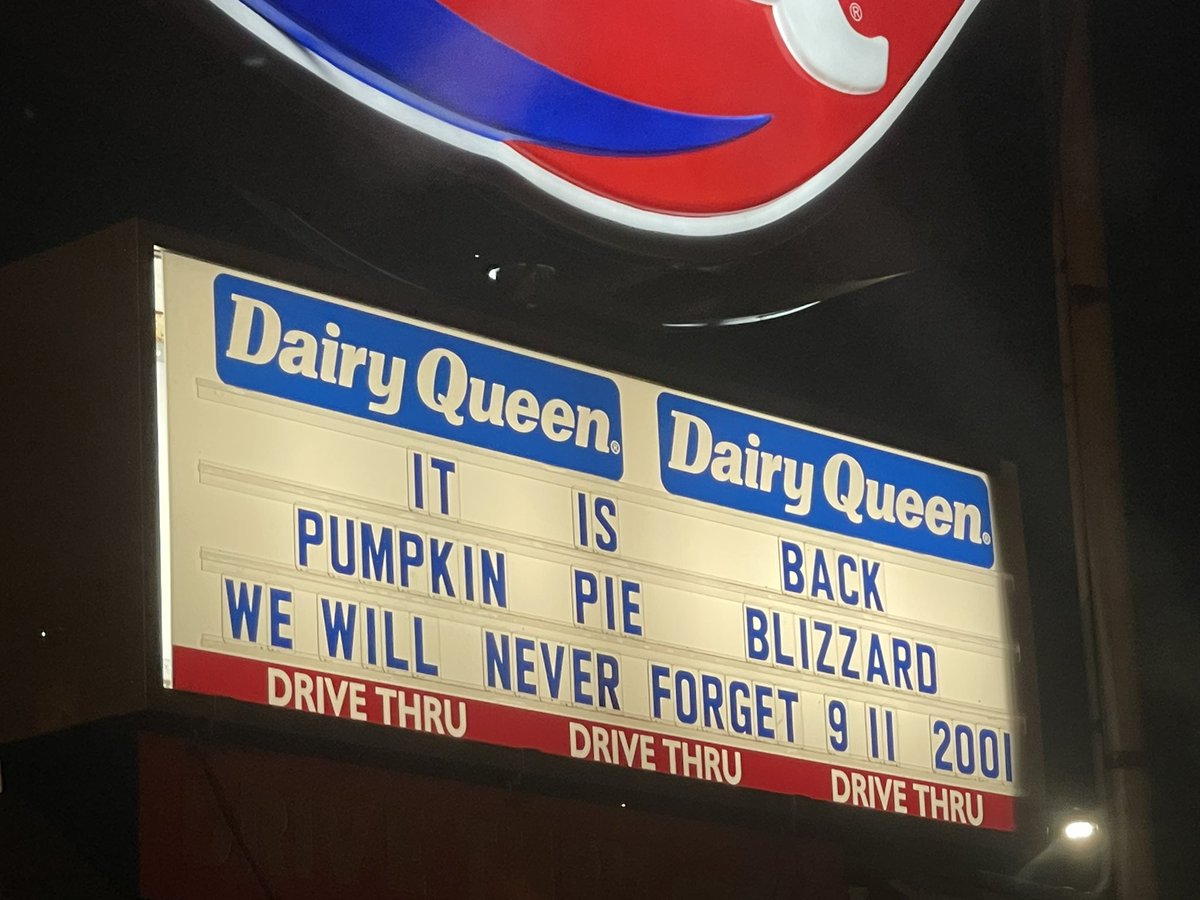 ®
Dairy Queen® Dairy Queen®
IT IS BACK
PUMPKIN PIE BLIZZARD
WE WILL NEVER FORGET 9 11 2001
DRIVE THRU DRIVE THRU DRIVE THRU